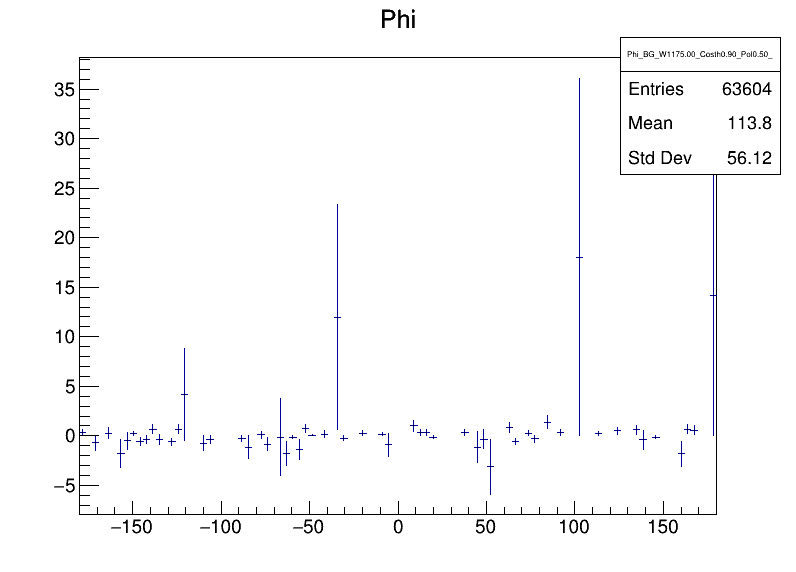 Phi
Phi_BG_W1175.00_Costh0.90_Pol0.50_
Entries 63604
Mean 113.8
Std Dev 56.12
35
30
25
20
15
10
5
0
−5
−150 −100 −50 0 50 100 150